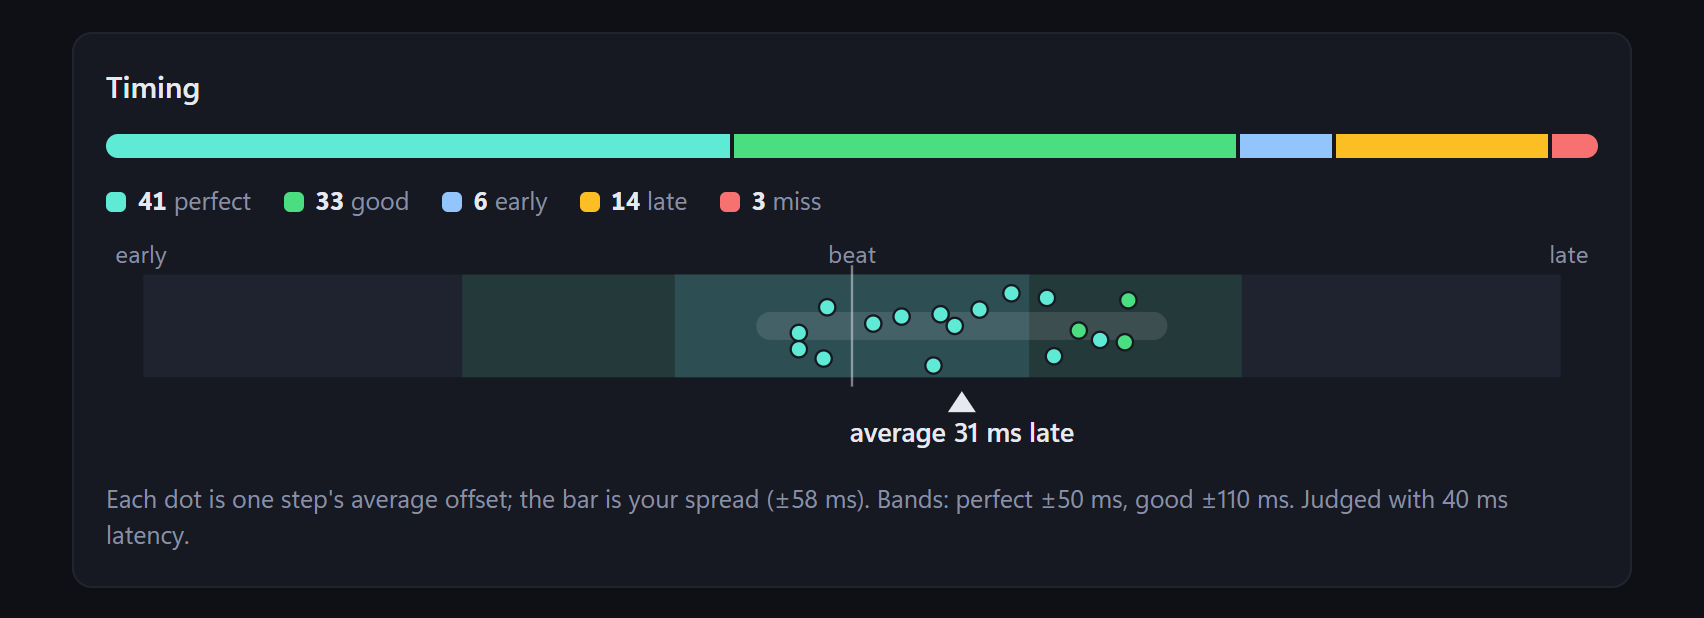 Timing
41 perfect 33 good 6 early 14 late 3 miss
early beat late
average 31 ms late
Each dot is one step's average offset; the bar is your spread (±58 ms). Bands: perfect ±50 ms, good ±110 ms. Judged with 40 ms
latency.